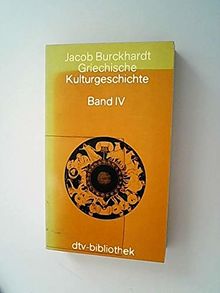 Jacob Burckhardt
Griechische
Kulturgeschichte
Band IV
dtv-bibliothek